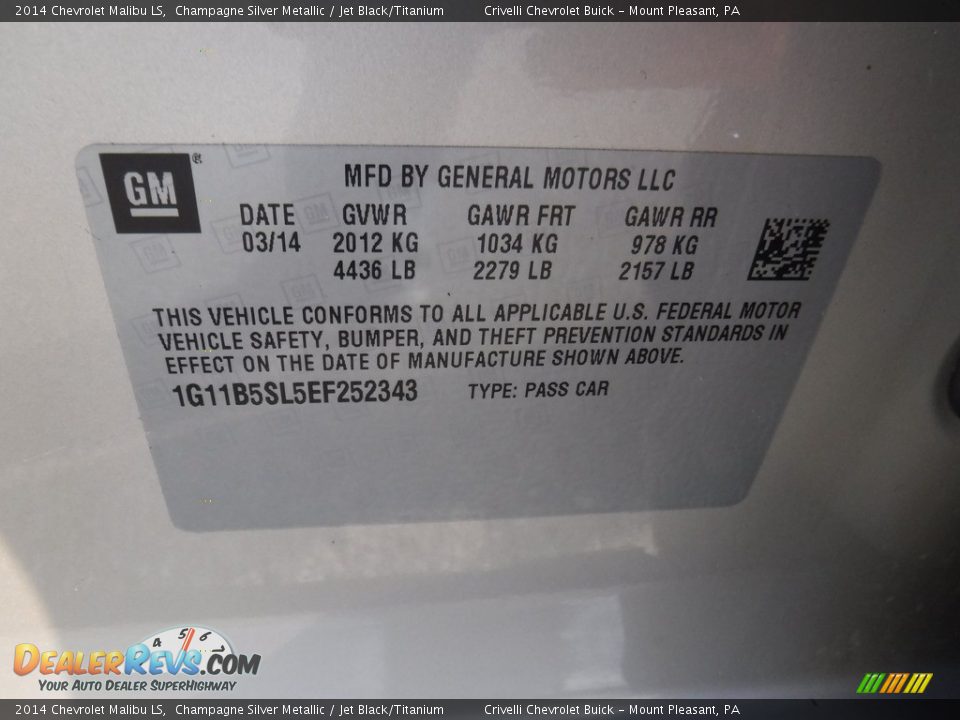 2014 Chevrolet Malibu LS, Champagne Silver Metallic / Jet Black/Titanium Crivelli Chevrolet Buick - Mount Pleasant, PA
GM®
MFD BY GENERAL MOTORS LLC
DATE GVWR GAWR FRT GAWR RR
03/14 2012 KG 1034 KG 978 KG
4436 LB 2279 LB 2157 LB
THIS VEHICLE CONFORMS TO ALL APPLICABLE U.S. FEDERAL MOTOR
VEHICLE SAFETY, BUMPER, AND THEFT PREVENTION STANDARDS IN
EFFECT ON THE DATE OF MANUFACTURE SHOWN ABOVE.
1G11B5SL5EF252343 TYPE: PASS CAR
4 5 6
DEALERREVS.COM
YOUR AUTO DEALER SUPERHIGHWAY
2014 Chevrolet Malibu LS, Champagne Silver Metallic / Jet Black/Titanium Crivelli Chevrolet Buick - Mount Pleasant, PA